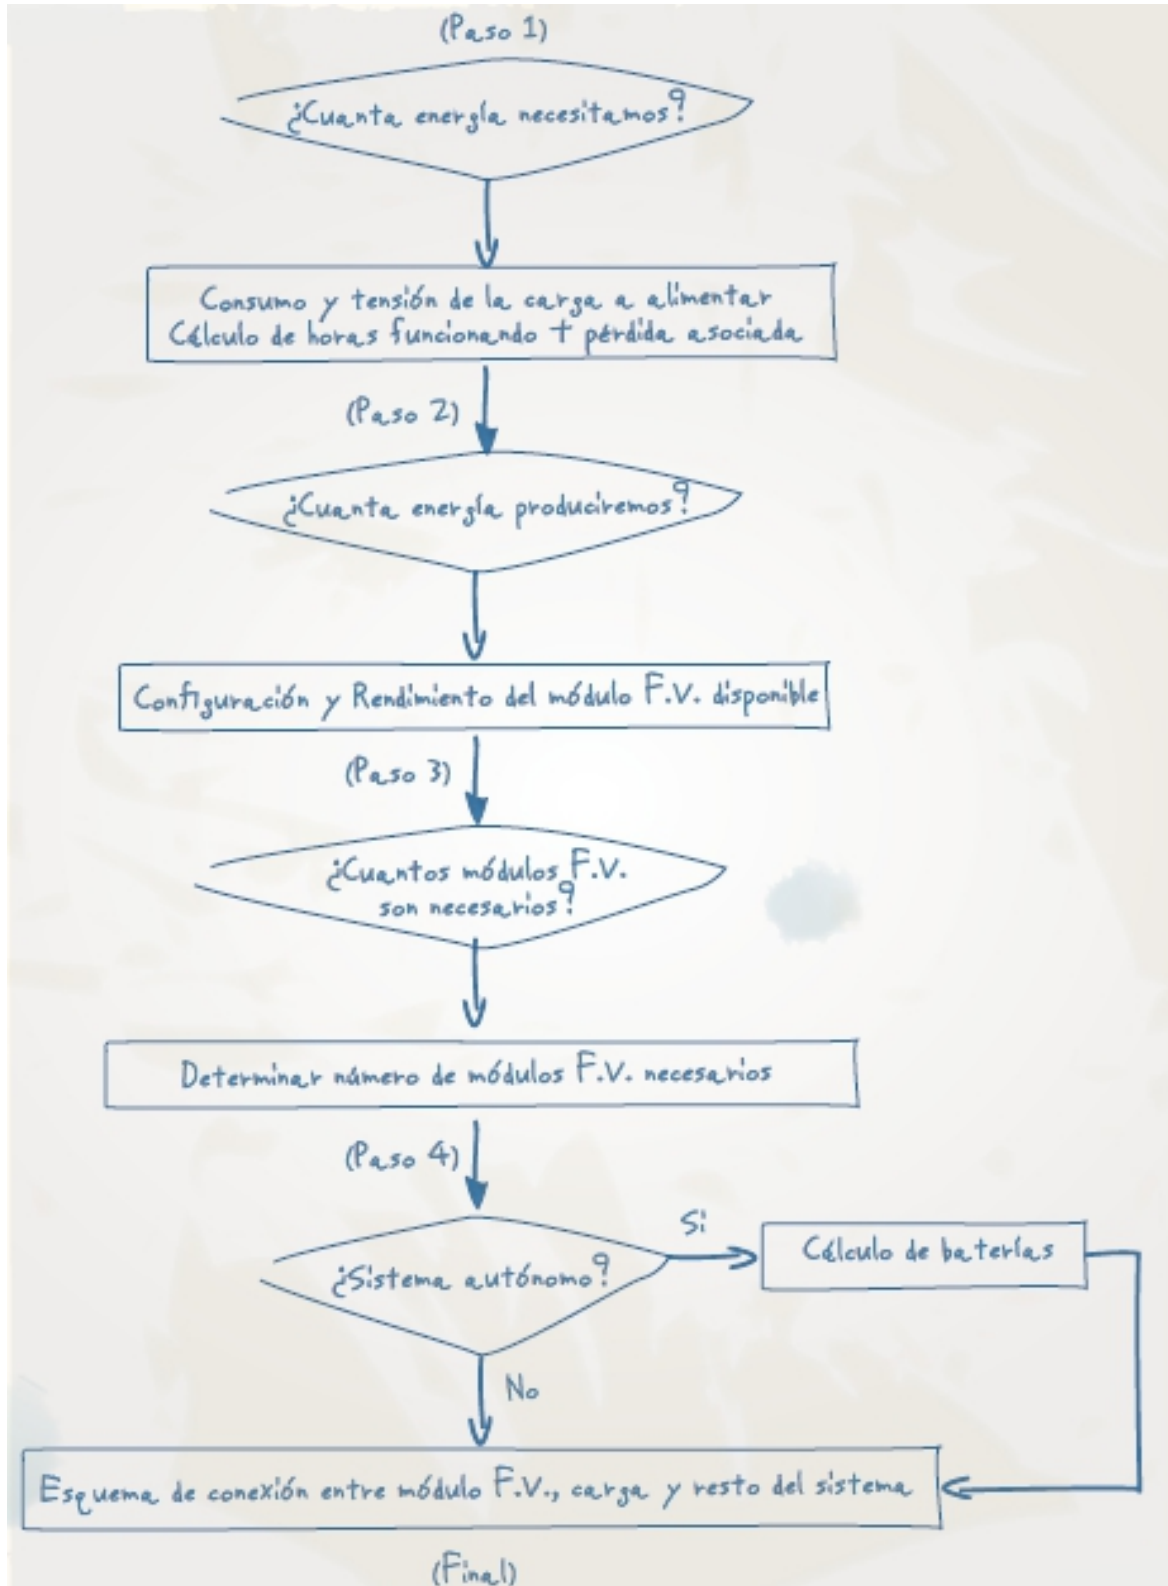 (Paso 1)
¿Cuanta energía necesitamos?
Consumo y tensión de la carga a alimentar
Cálculo de horas funcionando + pérdida asociada
(Paso 2)
¿Cuanta energía produciremos?
Configuración y Rendimiento del módulo F.V. disponible
(Paso 3)
¿Cuantos módulos F.V.
son necesarios?
Determinar número de módulos F.V. necesarios
(Paso 4)
¿Sistema autónomo?
Si
Cálculo de baterías
No
Esquema de conexión entre módulo F.V., carga y resto del sistema
(Final)